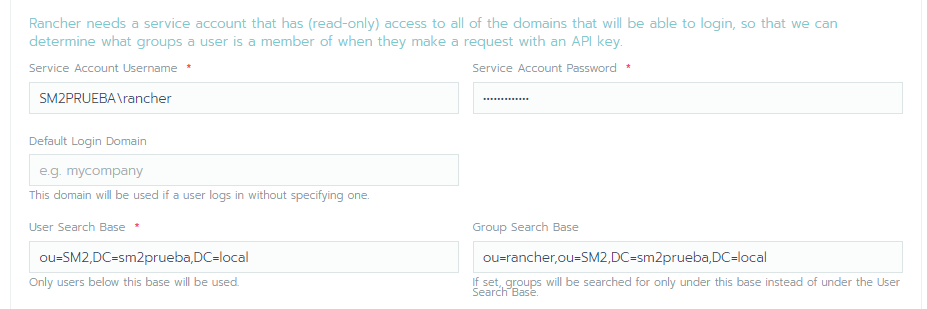 Rancher needs a service account that has (read-only) access to all of the domains that will be able to login, so that we can
determine what groups a user is a member of when they make a request with an API key.
Service Account Username *
Service Account Password *
SM2PRUEBA\rancher
•••••••••••••
Default Login Domain
e.g. mycompany
This domain will be used if a user logs in without specifying one.
User Search Base *
Group Search Base
ou=SM2,DC=sm2prueba,DC=local
ou=rancher,ou=SM2,DC=sm2prueba,DC=local
Only users below this base will be used.
If set, groups will be searched for only under this base instead of under the User
Search Base.